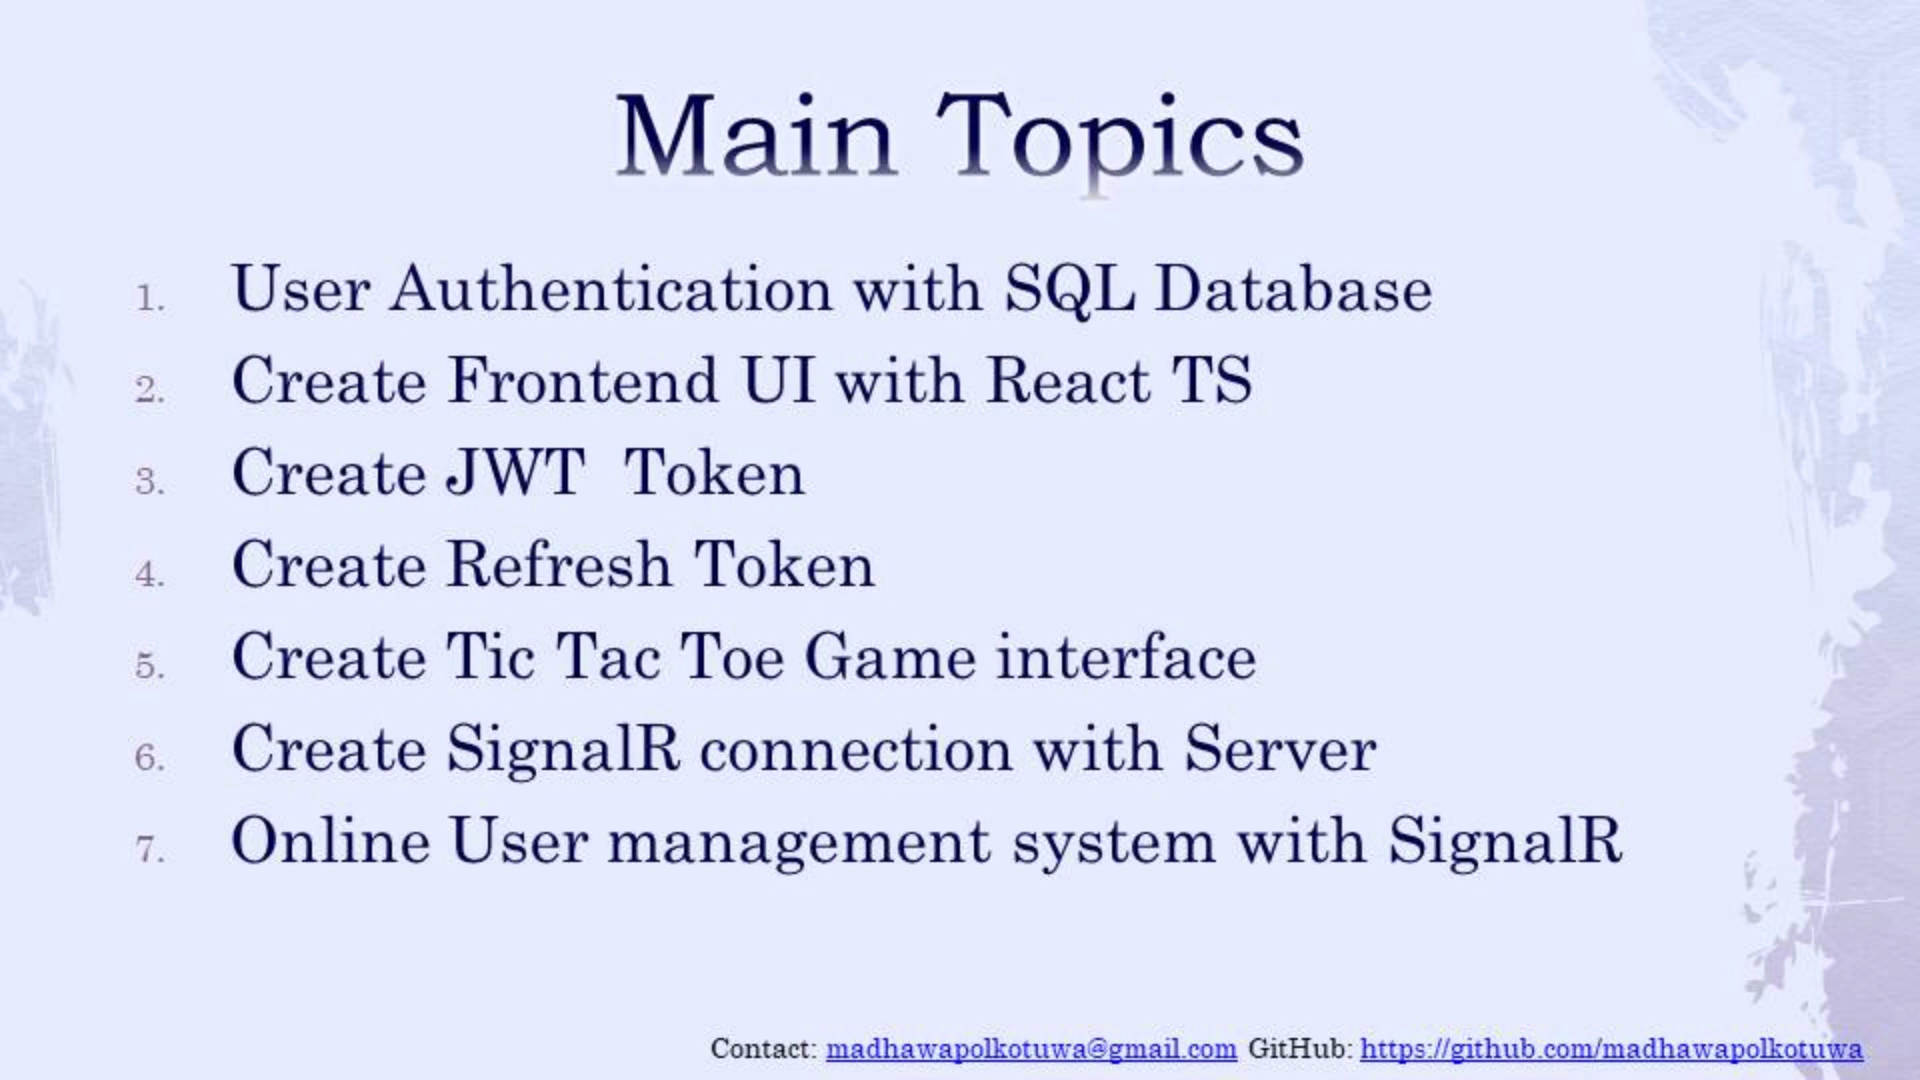 Main Topics
1. User Authentication with SQL Database
2. Create Frontend UI with React TS
3. Create JWT  Token
4. Create Refresh Token
5. Create Tic Tac Toe Game interface
6. Create SignalR connection with Server
7. Online User management system with SignalR
Contact: madhawapolkotuwa@gmail.com GitHub: https://github.com/madhawapolkotuwa